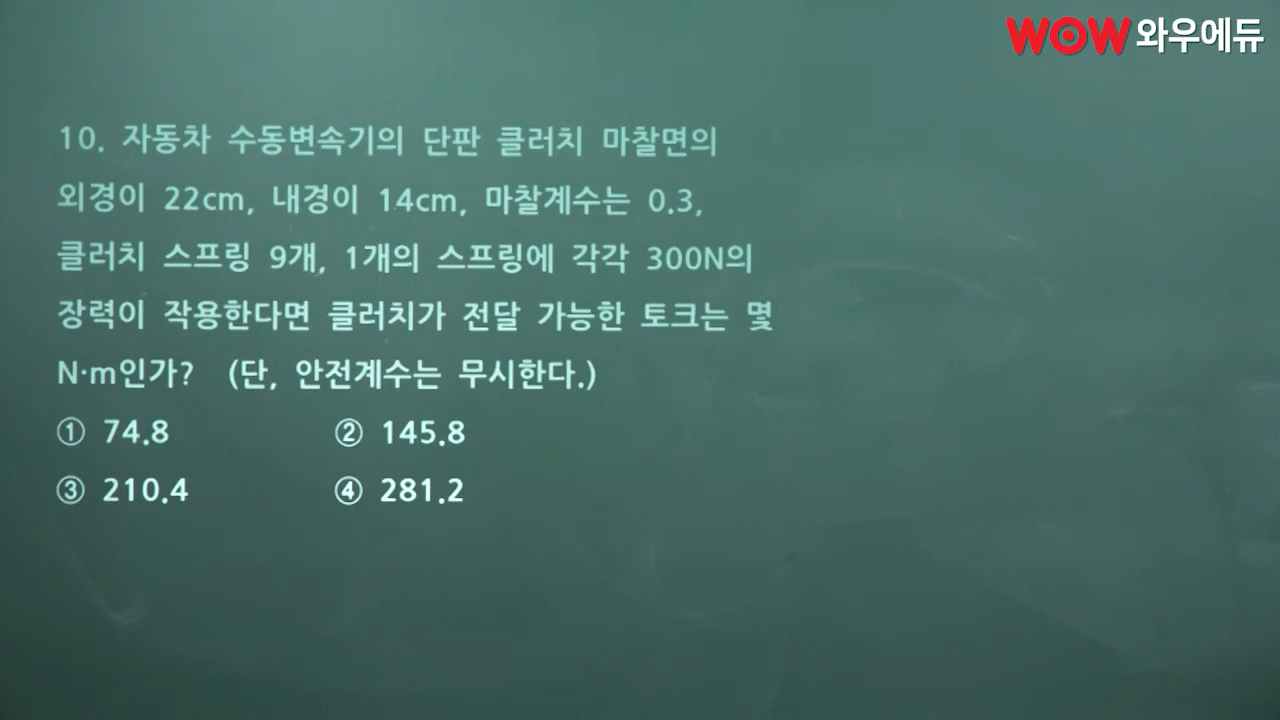 WOW와우에듀
10. 자동차 수동변속기의 단판 클러치 마찰면의
외경이 22cm, 내경이 14cm, 마찰계수는 0.3,
클러치 스프링 9개, 1개의 스프링에 각각 300N의
장력이 작용한다면 클러치가 전달 가능한 토크는 몇
N·m인가? (단, 안전계수는 무시한다.)
① 74.8 ② 145.8
③ 210.4 ④ 281.2